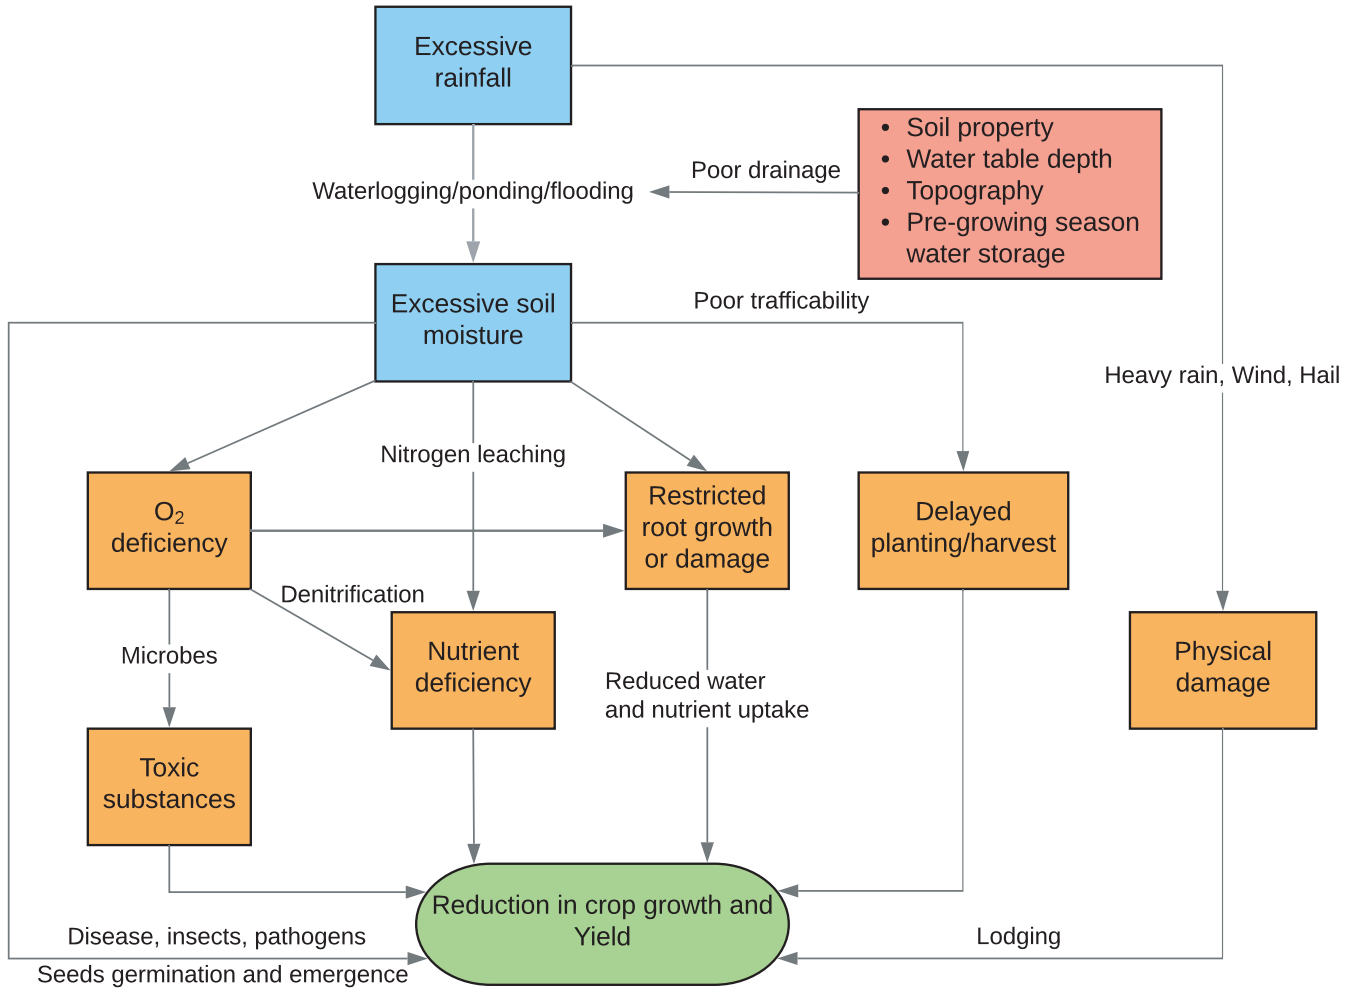 Excessive
rainfall
• Soil property
• Water table depth
• Topography
• Pre-growing season
water storage
Poor drainage
Waterlogging/ponding/flooding
Excessive soil
moisture
Poor trafficability
Heavy rain, Wind, Hail
Nitrogen leaching
O₂
deficiency
Restricted
root growth
or damage
Delayed
planting/harvest
Denitrification
Microbes
Nutrient
deficiency
Reduced water
and nutrient uptake
Physical
damage
Toxic
substances
Reduction in crop growth and
Yield
Disease, insects, pathogens
Seeds germination and emergence
Lodging